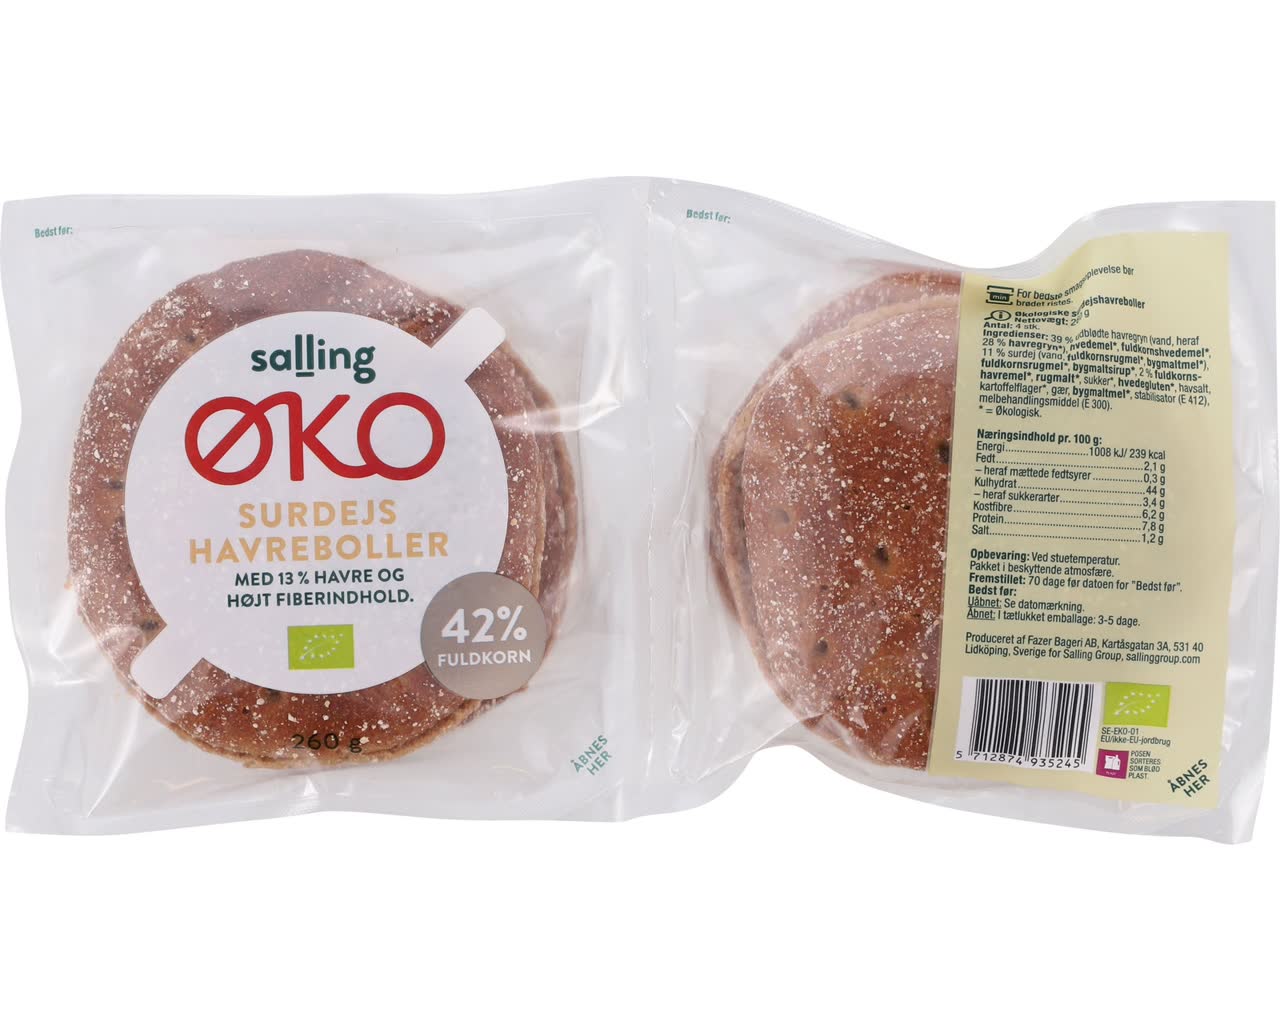 Bedst før:
salling
ØKO
SURDEJS
HAVREBOLLER
MED 13 % HAVRE OG
HØJT FIBERINDHOLD.
42%
FULDKORN
260 g
ÅBNES
HER
Bedst før:
min
For bedste smagsoplevelse bør
brødet ristes.
Økologiske surdejshavreboller
Nettovægt: 260 g
Antal: 4 stk.
Ingredienser: 39 % udblødte havregryn (vand, heraf
28 % havregryn*), hvedemel*, fuldkornshvedemel*,
11 % surdej (vand, fuldkornsrugmel*, bygmaltmel*),
fuldkornsrugmel*, bygmaltsirup*, 2 % fuldkorns-
havremel*, rugmalt*, sukker*, hvedegluten*, havsalt,
kartoffelflager*, gær, bygmaltmel*, stabilisator (E 412),
melbehandlingsmiddel (E 300).
* = Økologisk.
Næringsindhold pr. 100 g:
Energi 1008 kJ/ 239 kcal
Fedt 2,1 g
– heraf mættede fedtsyrer 0,3 g
Kulhydrat 44 g
– heraf sukkerarter 3,4 g
Kostfibre 6,2 g
Protein 7,8 g
Salt 1,2 g
Opbevaring: Ved stuetemperatur.
Pakket i beskyttende atmosfære.
Fremstillet: 70 dage før datoen for "Bedst før".
Bedst før:
Uåbnet: Se datomærkning.
Åbnet: I tætlukket emballage: 3-5 dage.
Produceret af Fazer Bageri AB, Kartåsgatan 3A, 531 40
Lidköping, Sverige for Salling Group, sallinggroup.com
5 712874 935245
SE-EKO-01
EU/ikke-EU-jordbrug
PLAST
POSEN
SORTERES
SOM BLØD
PLAST.
ÅBNES
HER